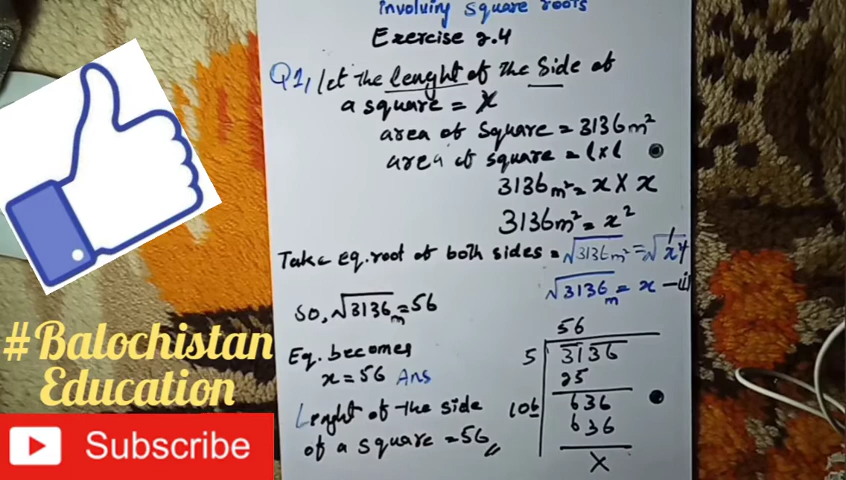 involving square roots
Exercise 2.4
Q1, let the lenght of the Side of
a square = x
area of Square = 3136m²
area of square = l×l
3136m² = x × x
3136m² = x²
Take Eq. root of both sides = √3136m² = √x²
√3136m = x —(i)
SO, √3136m = 56
Eq. becomes
x = 56 Ans
Lenght of the side
of a square = 56
56
5 3136
25
106 636
636
x
#Balochistan
Education
Subscribe